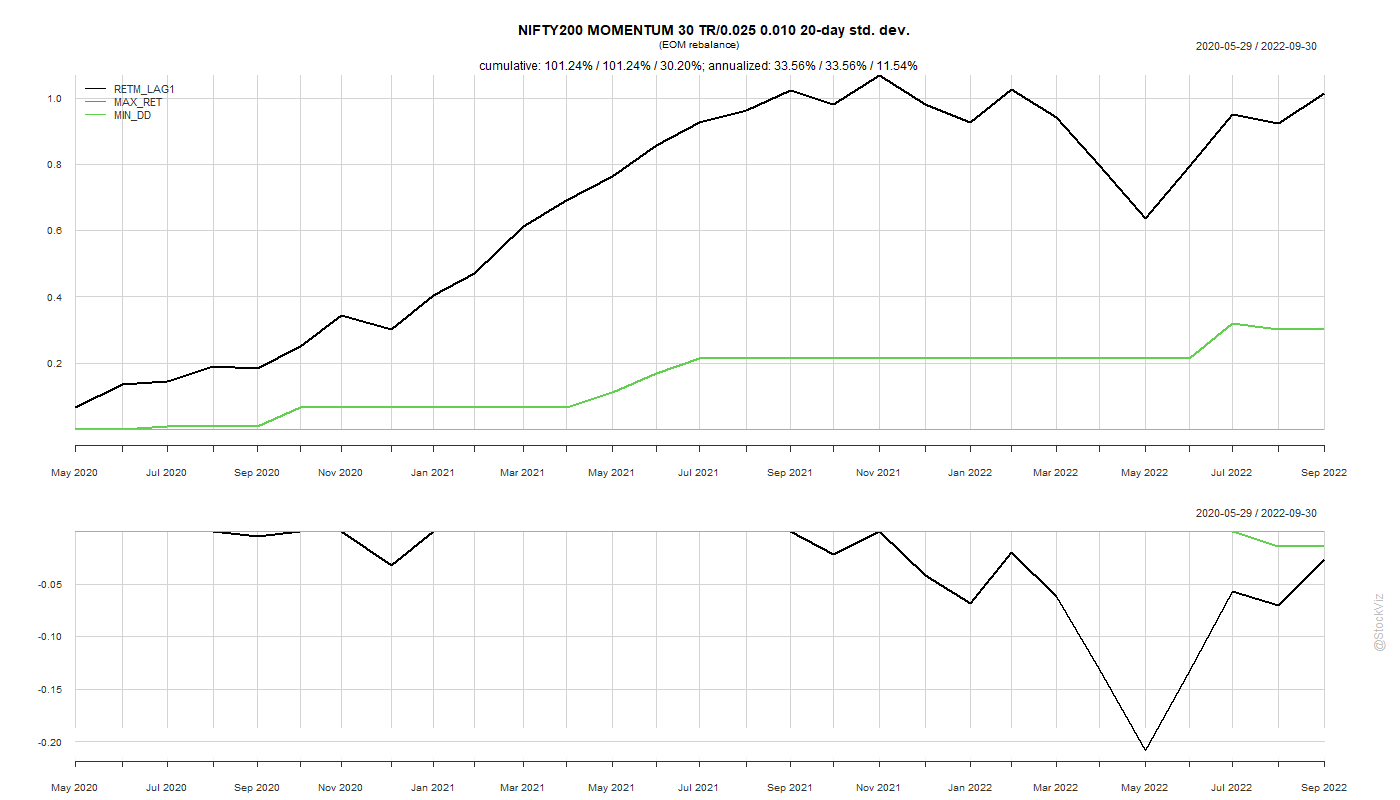 NIFTY200 MOMENTUM 30 TR/0.025 0.010 20-day std. dev.
(EOM rebalance)
2020-05-29 / 2022-09-30
cumulative: 101.24% / 101.24% / 30.20%; annualized: 33.56% / 33.56% / 11.54%
RETM_LAG1
MAX_RET
MIN_DD
1.0
0.8
0.6
0.4
0.2
May 2020 Jul 2020 Sep 2020 Nov 2020 Jan 2021 Mar 2021 May 2021 Jul 2021 Sep 2021 Nov 2021 Jan 2022 Mar 2022 May 2022 Jul 2022 Sep 2022
2020-05-29 / 2022-09-30
-0.05
-0.10
-0.15
-0.20
May 2020 Jul 2020 Sep 2020 Nov 2020 Jan 2021 Mar 2021 May 2021 Jul 2021 Sep 2021 Nov 2021 Jan 2022 Mar 2022 May 2022 Jul 2022 Sep 2022
@StockViz